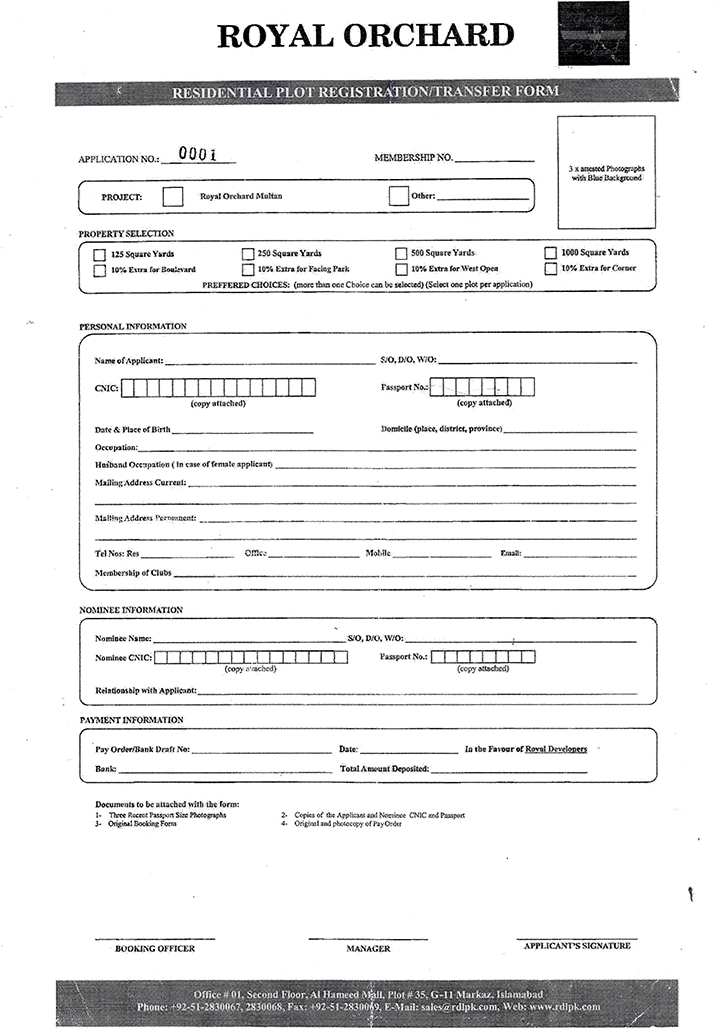 ROYAL ORCHARD
RESIDENTIAL PLOT REGISTRATION/TRANSFER FORM
APPLICATION NO.: 0001
MEMBERSHIP NO.
3 x attested Photographs
with Blue Background
PROJECT: Royal Orchard Multan Other:
PROPERTY SELECTION
125 Square Yards 250 Square Yards 500 Square Yards 1000 Square Yards
10% Extra for Boulevard 10% Extra for Facing Park 10% Extra for West Open 10% Extra for Corner
PREFFERED CHOICES: (more than one Choice can be selected) (Select one plot per application)
PERSONAL INFORMATION
Name of Applicant: S/O, D/O, W/O:
CNIC: Passport No.:
(copy attached) (copy attached)
Date & Place of Birth Domicile (place, district, province)
Occupation:
Husband Occupation ( in case of female applicant)
Mailing Address Current:
Mailing Address Permanent:
Tel Nos: Res Office Mobile Email:
Membership of Clubs
NOMINEE INFORMATION
Nominee Name: S/O, D/O, W/O:
Nominee CNIC: Passport No.:
(copy attached) (copy attached)
Relationship with Applicant:
PAYMENT INFORMATION
Pay Order/Bank Draft No: Date: In the Favour of Royal Developers
Bank: Total Amount Deposited:
Documents to be attached with the form:
1- Three Recent Passport Size Photographs 2- Copies of the Applicant and Nominee CNIC and Passport
3- Original Booking Form 4- Original and photocopy of Pay Order
BOOKING OFFICER MANAGER APPLICANT'S SIGNATURE
Office # 01, Second Floor, Al Hameed Mall, Plot # 35, G-11 Markaz, Islamabad
Phone: +92-51-2830067, 2830068, Fax: +92-51-2830069, E-Mail: sales@rdlpk.com, Web: www.rdlpk.com